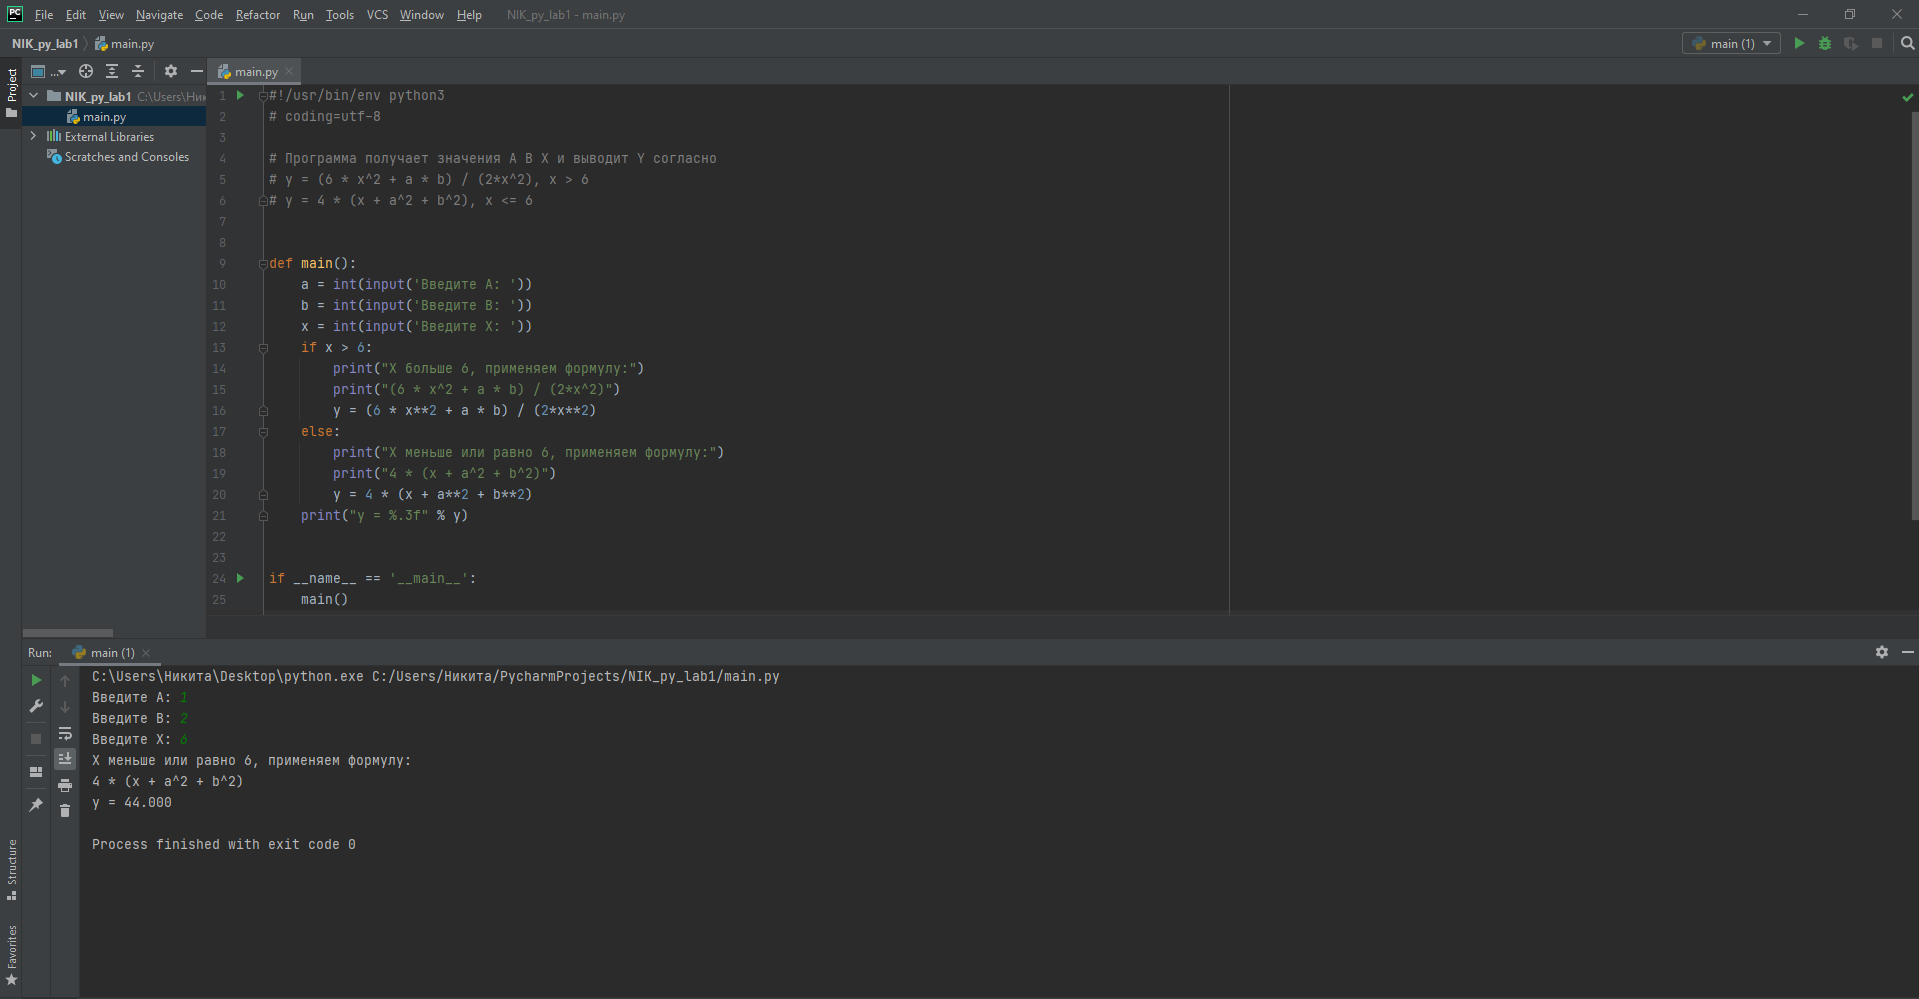 PC File Edit View Navigate Code Refactor Run Tools VCS Window Help NIK_py_lab1 - main.py
NIK_py_lab1 main.py main (1)
Project
... main.py
NIK_py_lab1 C:\Users\Ник
main.py
External Libraries
Scratches and Consoles
1 #!/usr/bin/env python3
2 # coding=utf-8
3
4 # Программа получает значения A B X и выводит Y согласно
5 # y = (6 * x^2 + a * b) / (2*x^2), x > 6
6 # y = 4 * (x + a^2 + b^2), x <= 6
7
8
9 def main():
10 a = int(input('Введите A: '))
11 b = int(input('Введите B: '))
12 x = int(input('Введите X: '))
13 if x > 6:
14 print("X больше 6, применяем формулу:")
15 print("(6 * x^2 + a * b) / (2*x^2)")
16 y = (6 * x**2 + a * b) / (2*x**2)
17 else:
18 print("X меньше или равно 6, применяем формулу:")
19 print("4 * (x + a^2 + b^2)")
20 y = 4 * (x + a**2 + b**2)
21 print("y = %.3f" % y)
22
23
24 if __name__ == '__main__':
25 main()
Run: main (1)
C:\Users\Никита\Desktop\python.exe C:/Users/Никита/PycharmProjects/NIK_py_lab1/main.py
Введите A: 1
Введите B: 2
Введите X: 6
X меньше или равно 6, применяем формулу:
4 * (x + a^2 + b^2)
y = 44.000
Process finished with exit code 0
Structure
Favorites